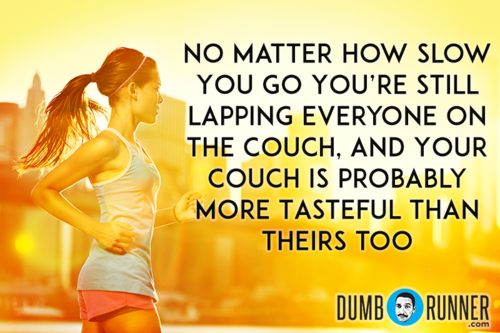 NO MATTER HOW SLOW
YOU GO YOU'RE STILL
LAPPING EVERYONE ON
THE COUCH, AND YOUR
COUCH IS PROBABLY
MORE TASTEFUL THAN
THEIRS TOO
DUMB RUNNER
.com